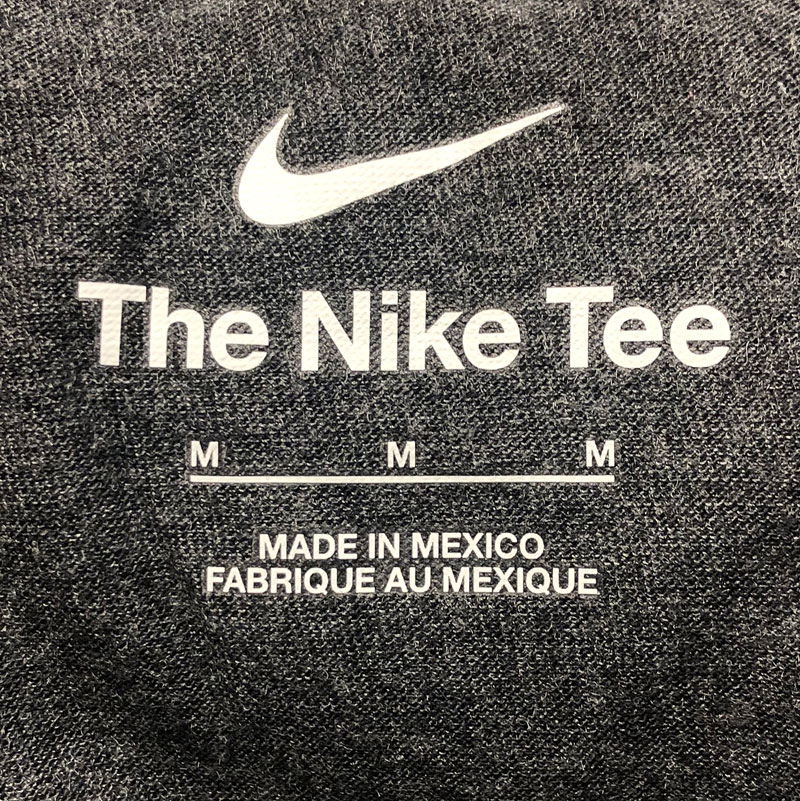 The Nike Tee
M M M
MADE IN MEXICO
FABRIQUE AU MEXIQUE